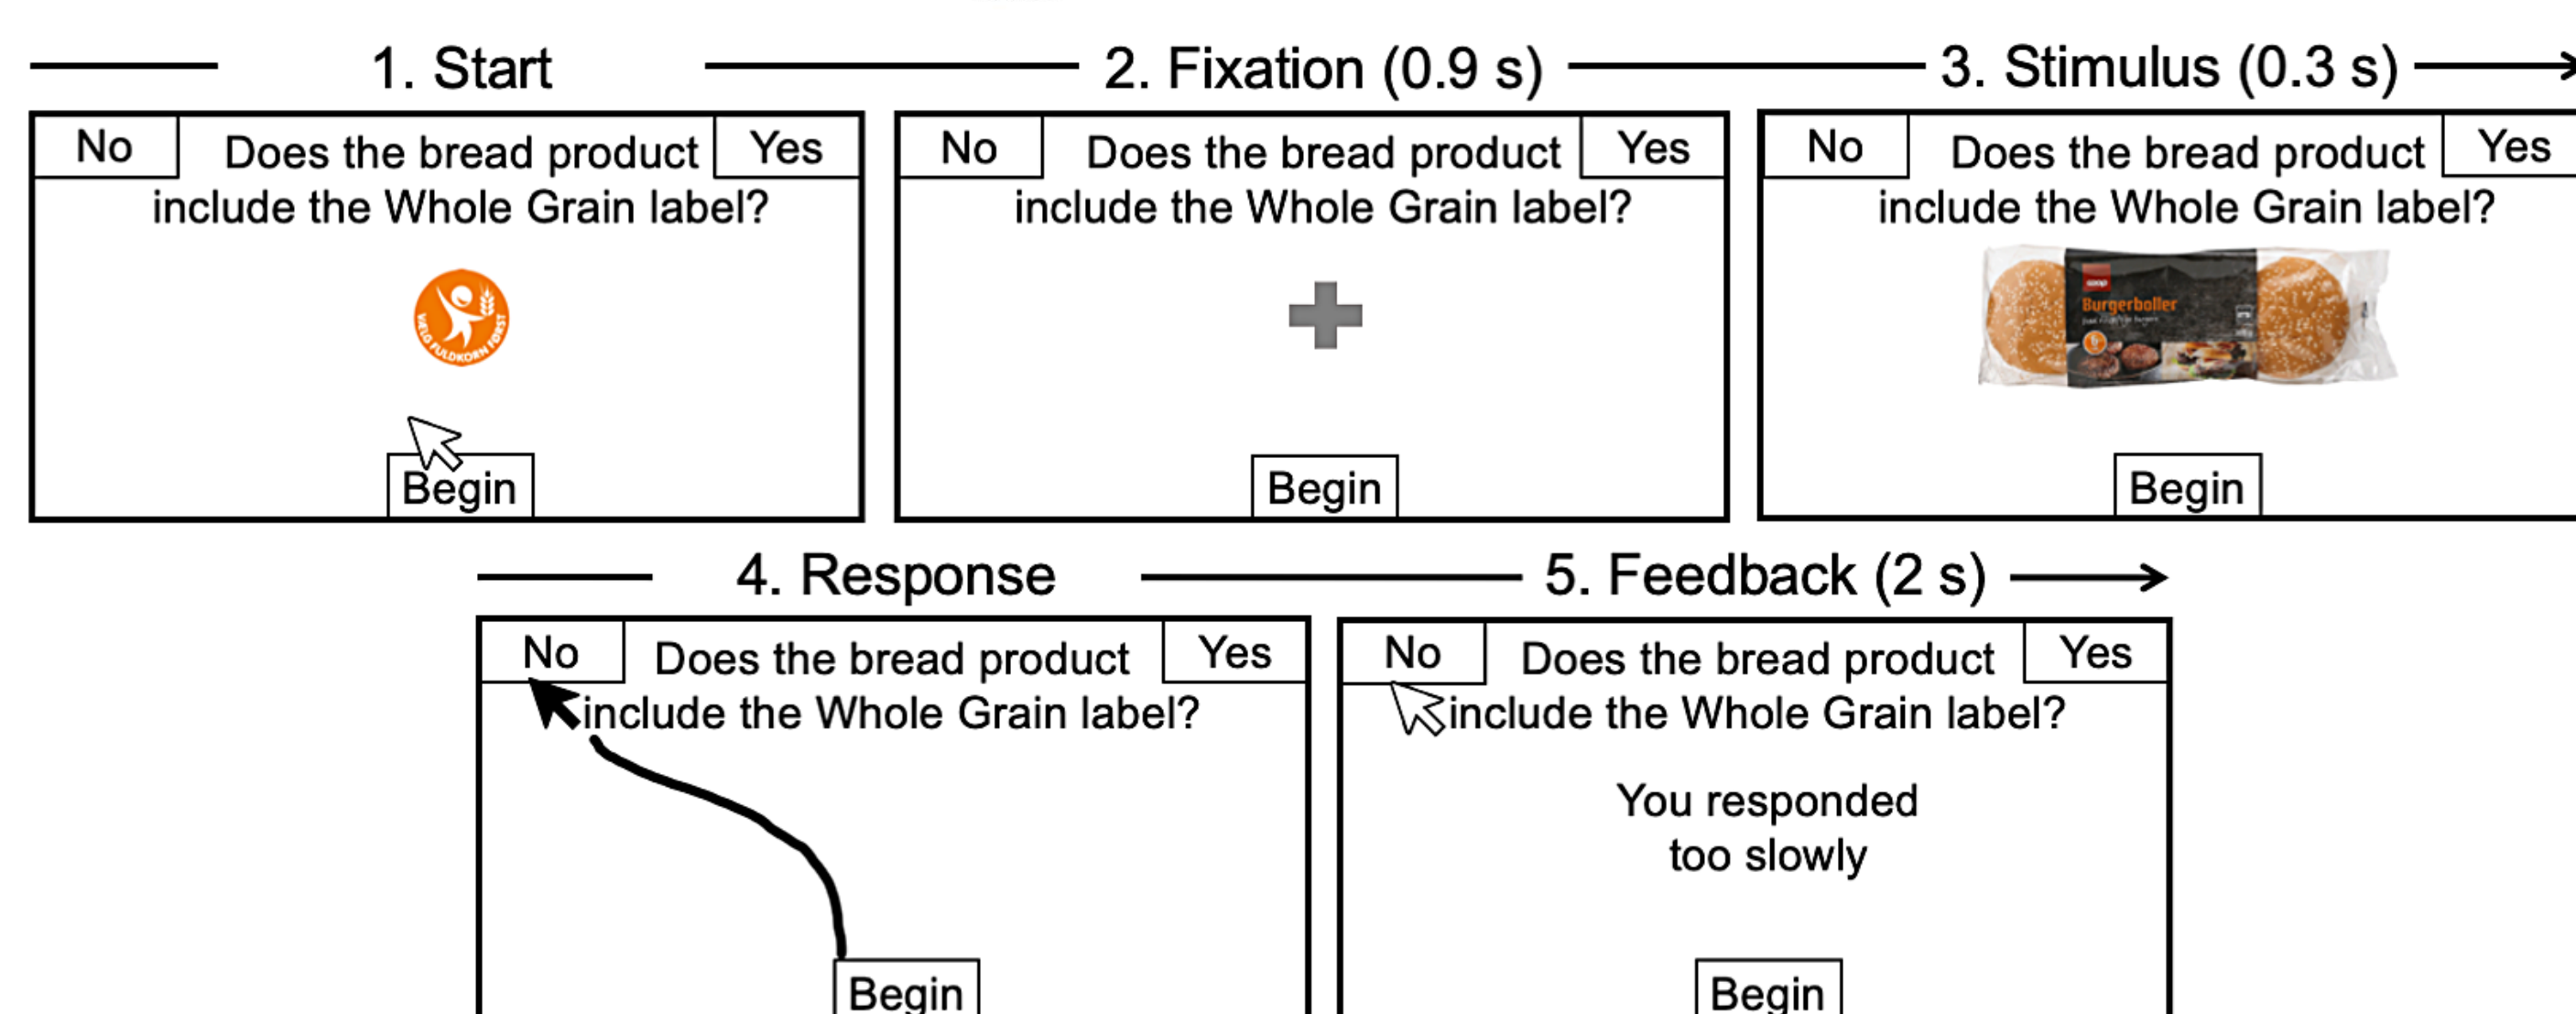 1. Start
2. Fixation (0.9 s)
3. Stimulus (0.3 s)
No
Does the bread product
Yes
include the Whole Grain label?
VÆLG FULDKORN FØRST
Begin
No
Does the bread product
Yes
include the Whole Grain label?
Begin
No
Does the bread product
Yes
include the Whole Grain label?
coop
Burgerboller
Begin
4. Response
5. Feedback (2 s)
No
Does the bread product
Yes
include the Whole Grain label?
Begin
No
Does the bread product
Yes
include the Whole Grain label?
You responded
too slowly
Begin